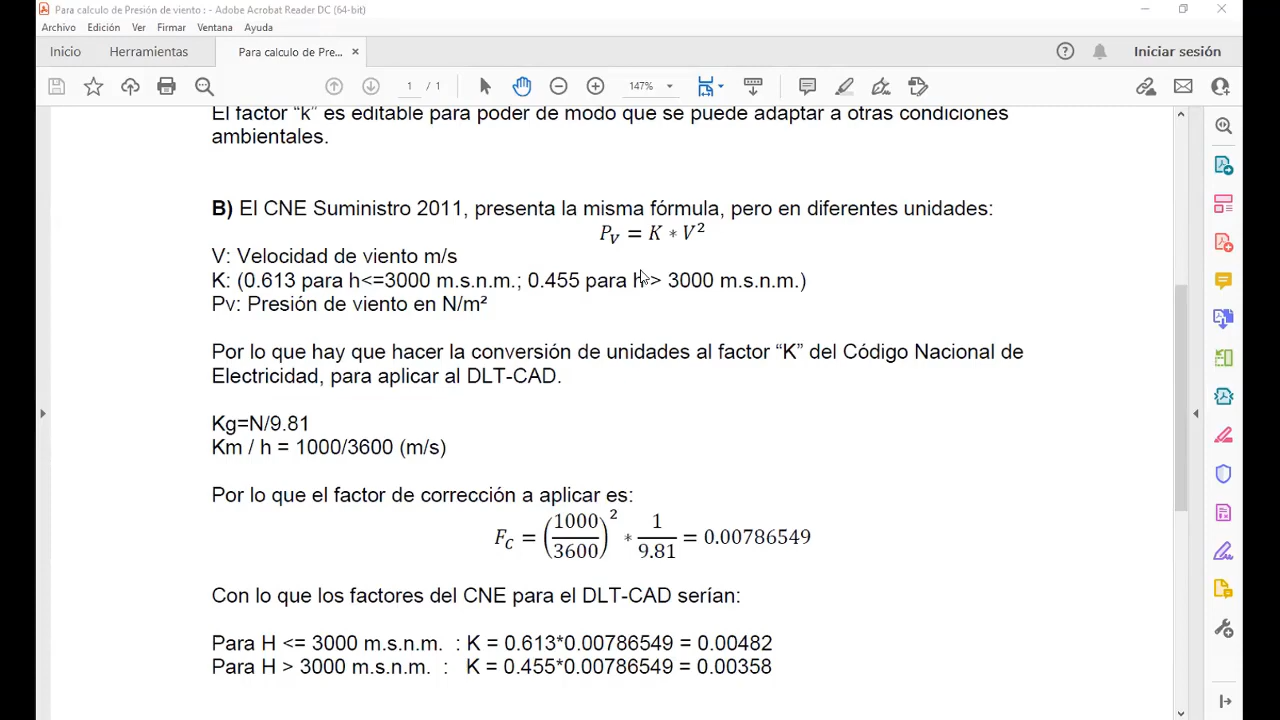 Para calculo de Presión de viento : - Adobe Acrobat Reader DC (64-bit)
Archivo Edición Ver Firmar Ventana Ayuda
Inicio Herramientas Para calculo de Pre... × Iniciar sesión
1 / 1 147%
El factor “k” es editable para poder de modo que se puede adaptar a otras condiciones
ambientales.
B) El CNE Suministro 2011, presenta la misma fórmula, pero en diferentes unidades:
P_V = K ∗ V²
V: Velocidad de viento m/s
K: (0.613 para h<=3000 m.s.n.m.; 0.455 para h> 3000 m.s.n.m.)
Pv: Presión de viento en N/m²
Por lo que hay que hacer la conversión de unidades al factor “K” del Código Nacional de
Electricidad, para aplicar al DLT-CAD.
Kg=N/9.81
Km / h = 1000/3600 (m/s)
Por lo que el factor de corrección a aplicar es:
F_C = (1000/3600)² ∗ 1/9.81 = 0.00786549
Con lo que los factores del CNE para el DLT-CAD serían:
Para H <= 3000 m.s.n.m. : K = 0.613*0.00786549 = 0.00482
Para H > 3000 m.s.n.m. : K = 0.455*0.00786549 = 0.00358